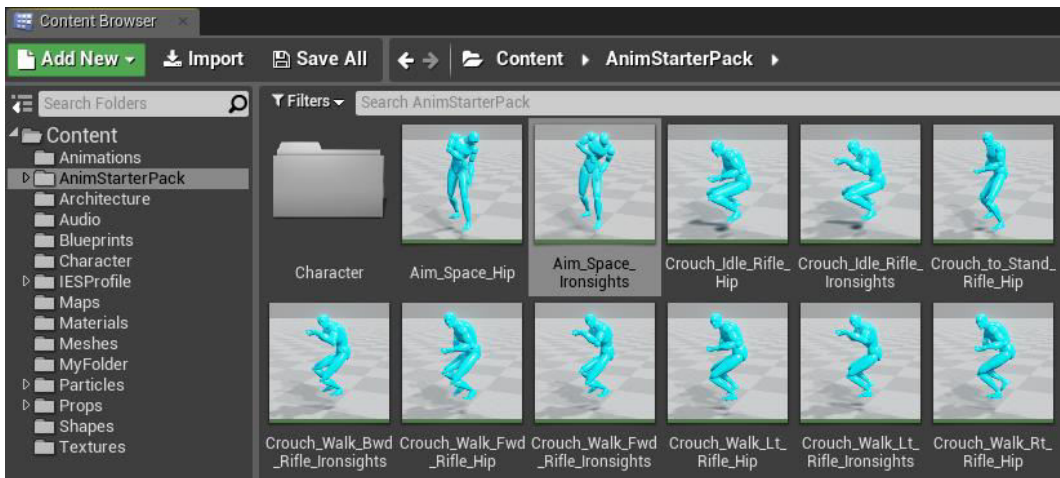 Content Browser
Add New
Import
Save All
Content
AnimStarterPack
Search Folders
Filters
Search AnimStarterPack
Content
Animations
AnimStarterPack
Architecture
Audio
Blueprints
Character
IESProfile
Maps
Materials
Meshes
MyFolder
Particles
Props
Shapes
Textures
Character
Aim_Space_Hip
Aim_Space_
Ironsights
Crouch_Idle_Rifle_
Hip
Crouch_Idle_Rifle_
Ironsights
Crouch_to_Stand_
Rifle_Hip
Crouch_Walk_Bwd
_Rifle_Ironsights
Crouch_Walk_Fwd
_Rifle_Hip
Crouch_Walk_Fwd
_Rifle_Ironsights
Crouch_Walk_Lt_
Rifle_Hip
Crouch_Walk_Lt_
Rifle_Ironsights
Crouch_Walk_Rt_
Rifle_Hip